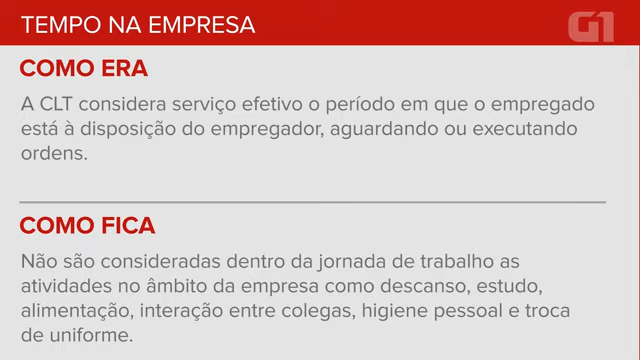 TEMPO NA EMPRESA
G1
COMO ERA
A CLT considera serviço efetivo o período em que o empregado
está à disposição do empregador, aguardando ou executando
ordens.
COMO FICA
Não são consideradas dentro da jornada de trabalho as
atividades no âmbito da empresa como descanso, estudo,
alimentação, interação entre colegas, higiene pessoal e troca
de uniforme.